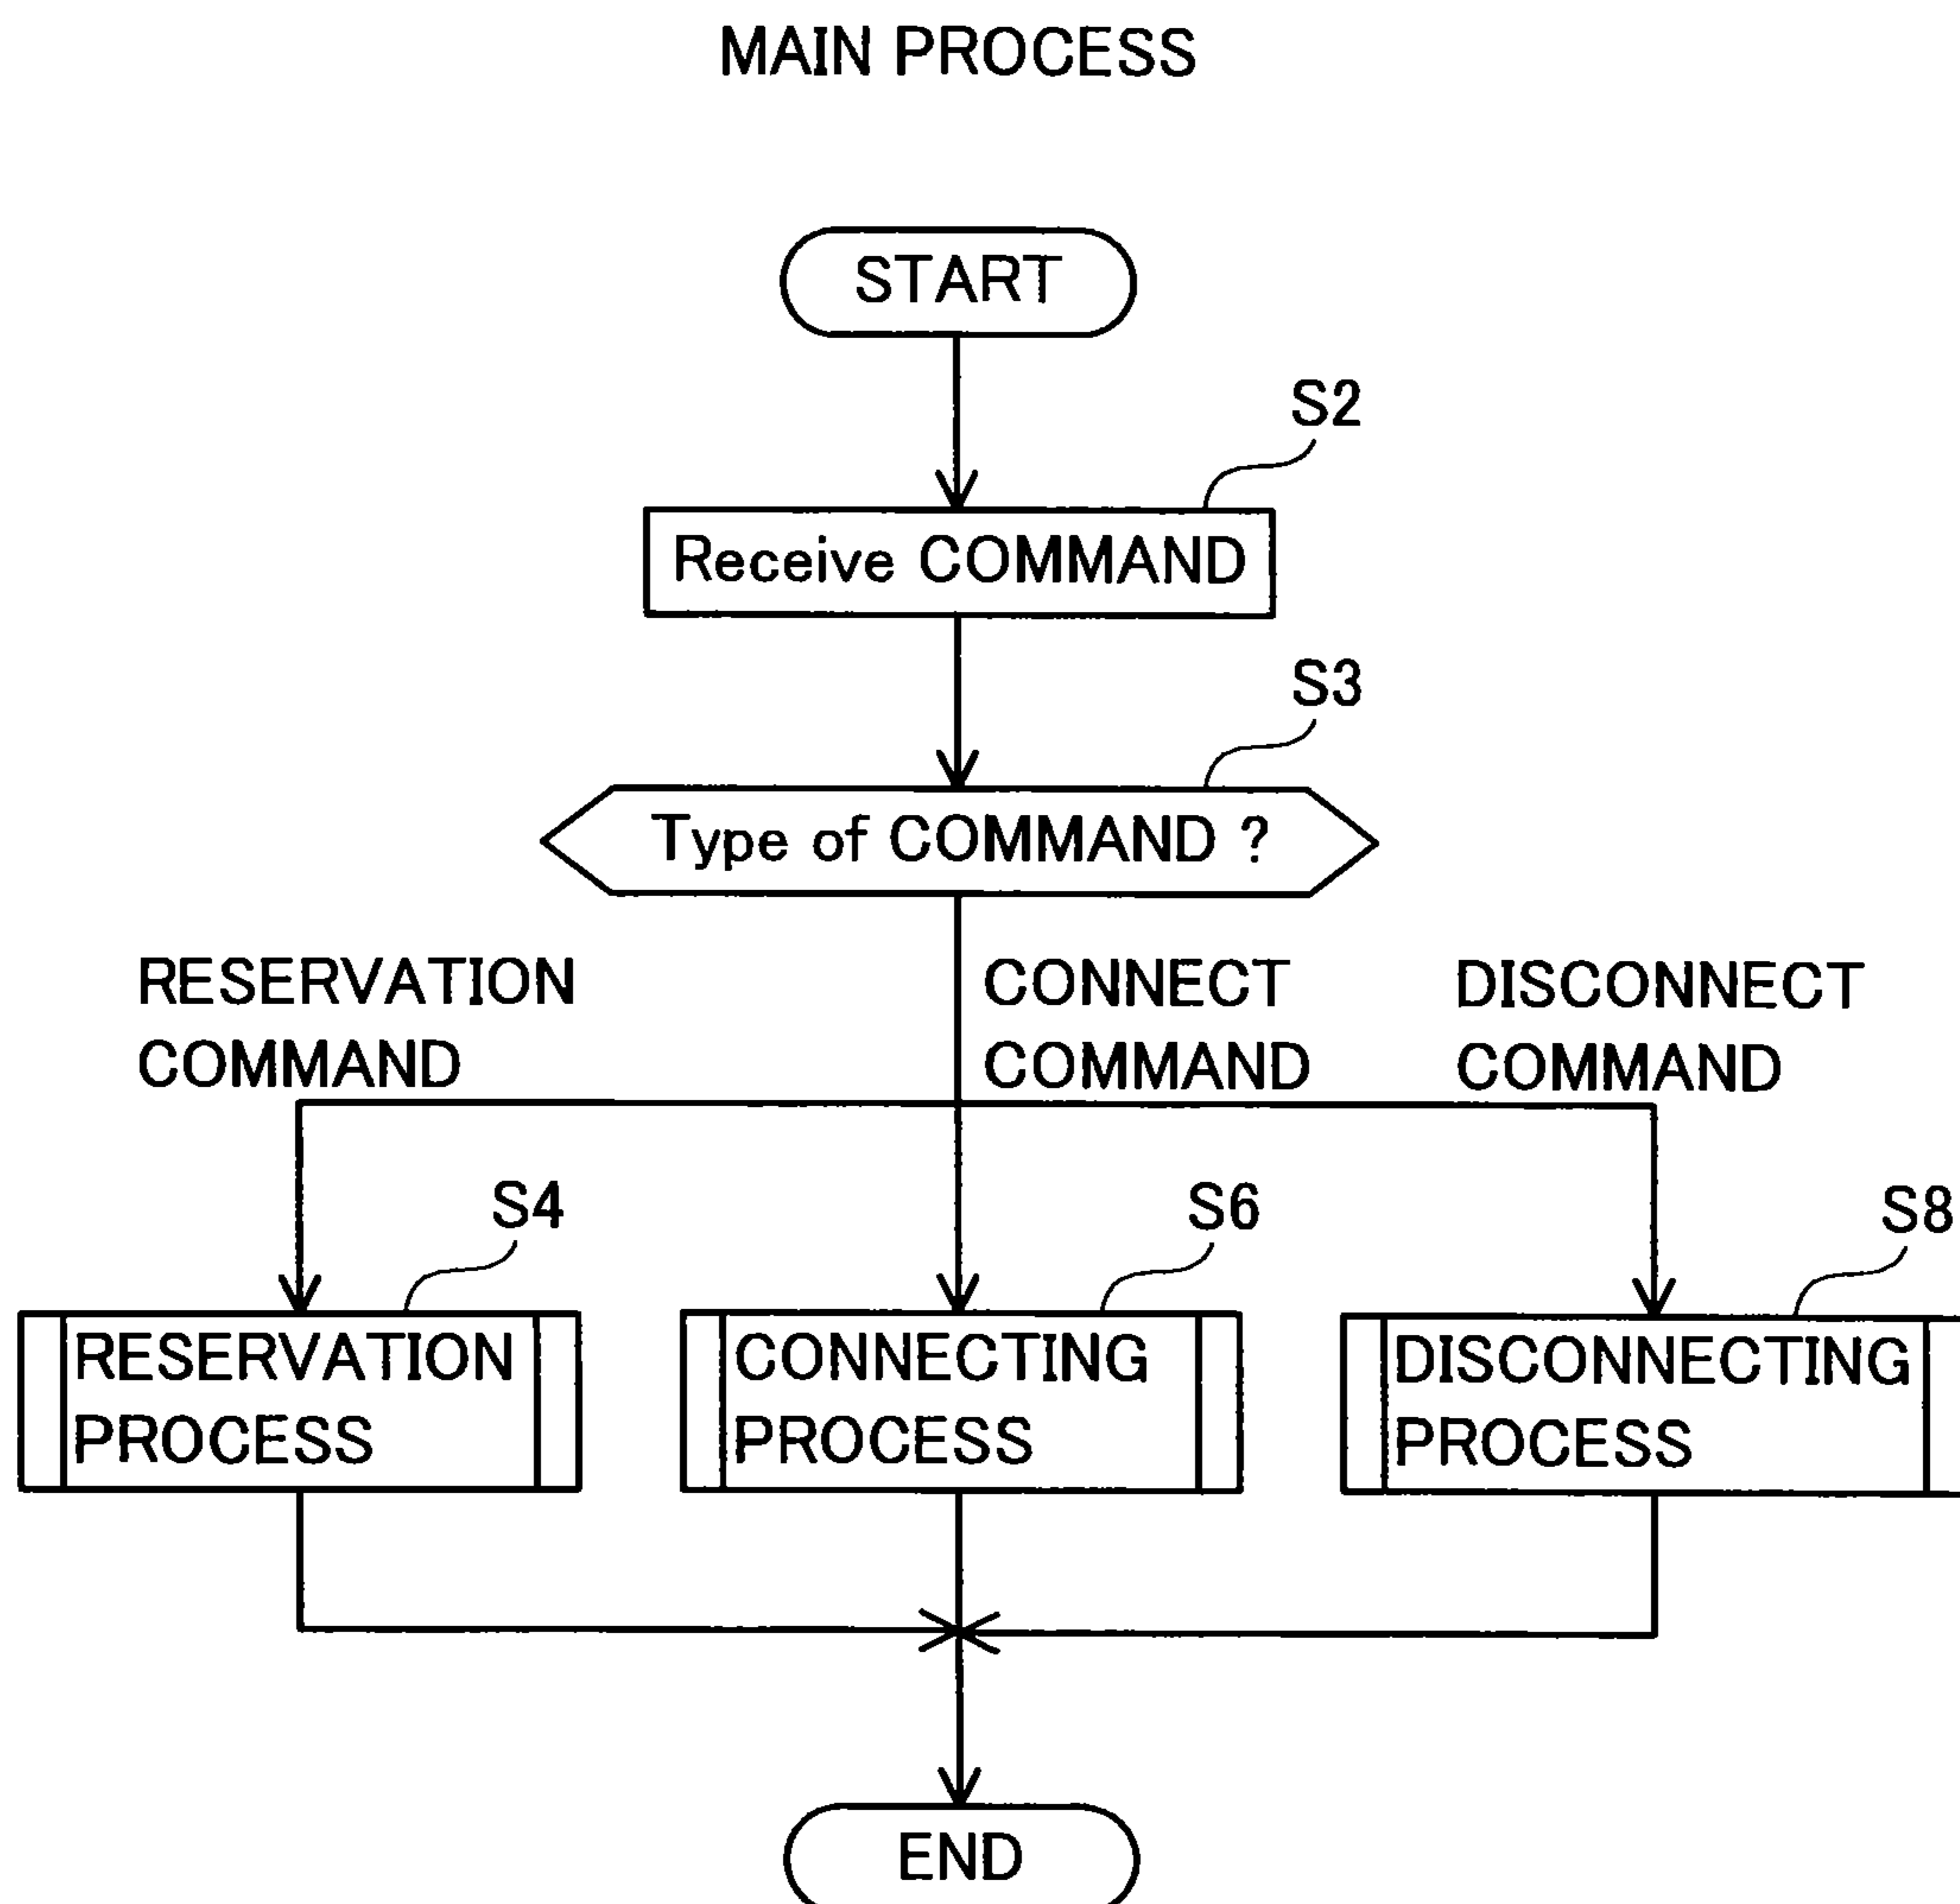 MAIN PROCESS
START
S2
Receive COMMAND
S3
Type of COMMAND ?
RESERVATION
COMMAND
CONNECT
COMMAND
DISCONNECT
COMMAND
S4
S6
S8
RESERVATION
PROCESS
CONNECTING
PROCESS
DISCONNECTING
PROCESS
END